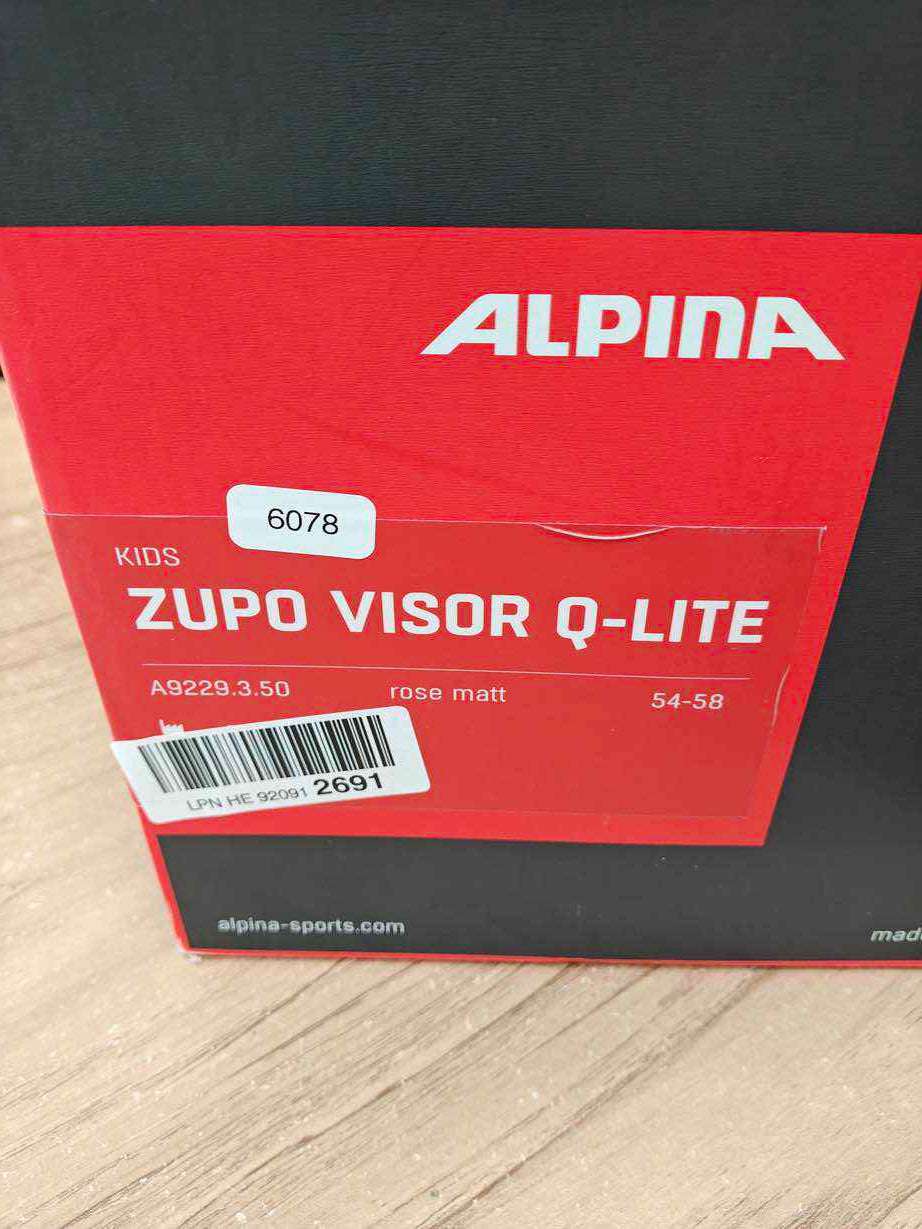 ALPINA
6078
KIDS
ZUPO VISOR Q-LITE
A9229.3.50 rose matt 54-58
LPN HE 92091 2691
alpina-sports.com